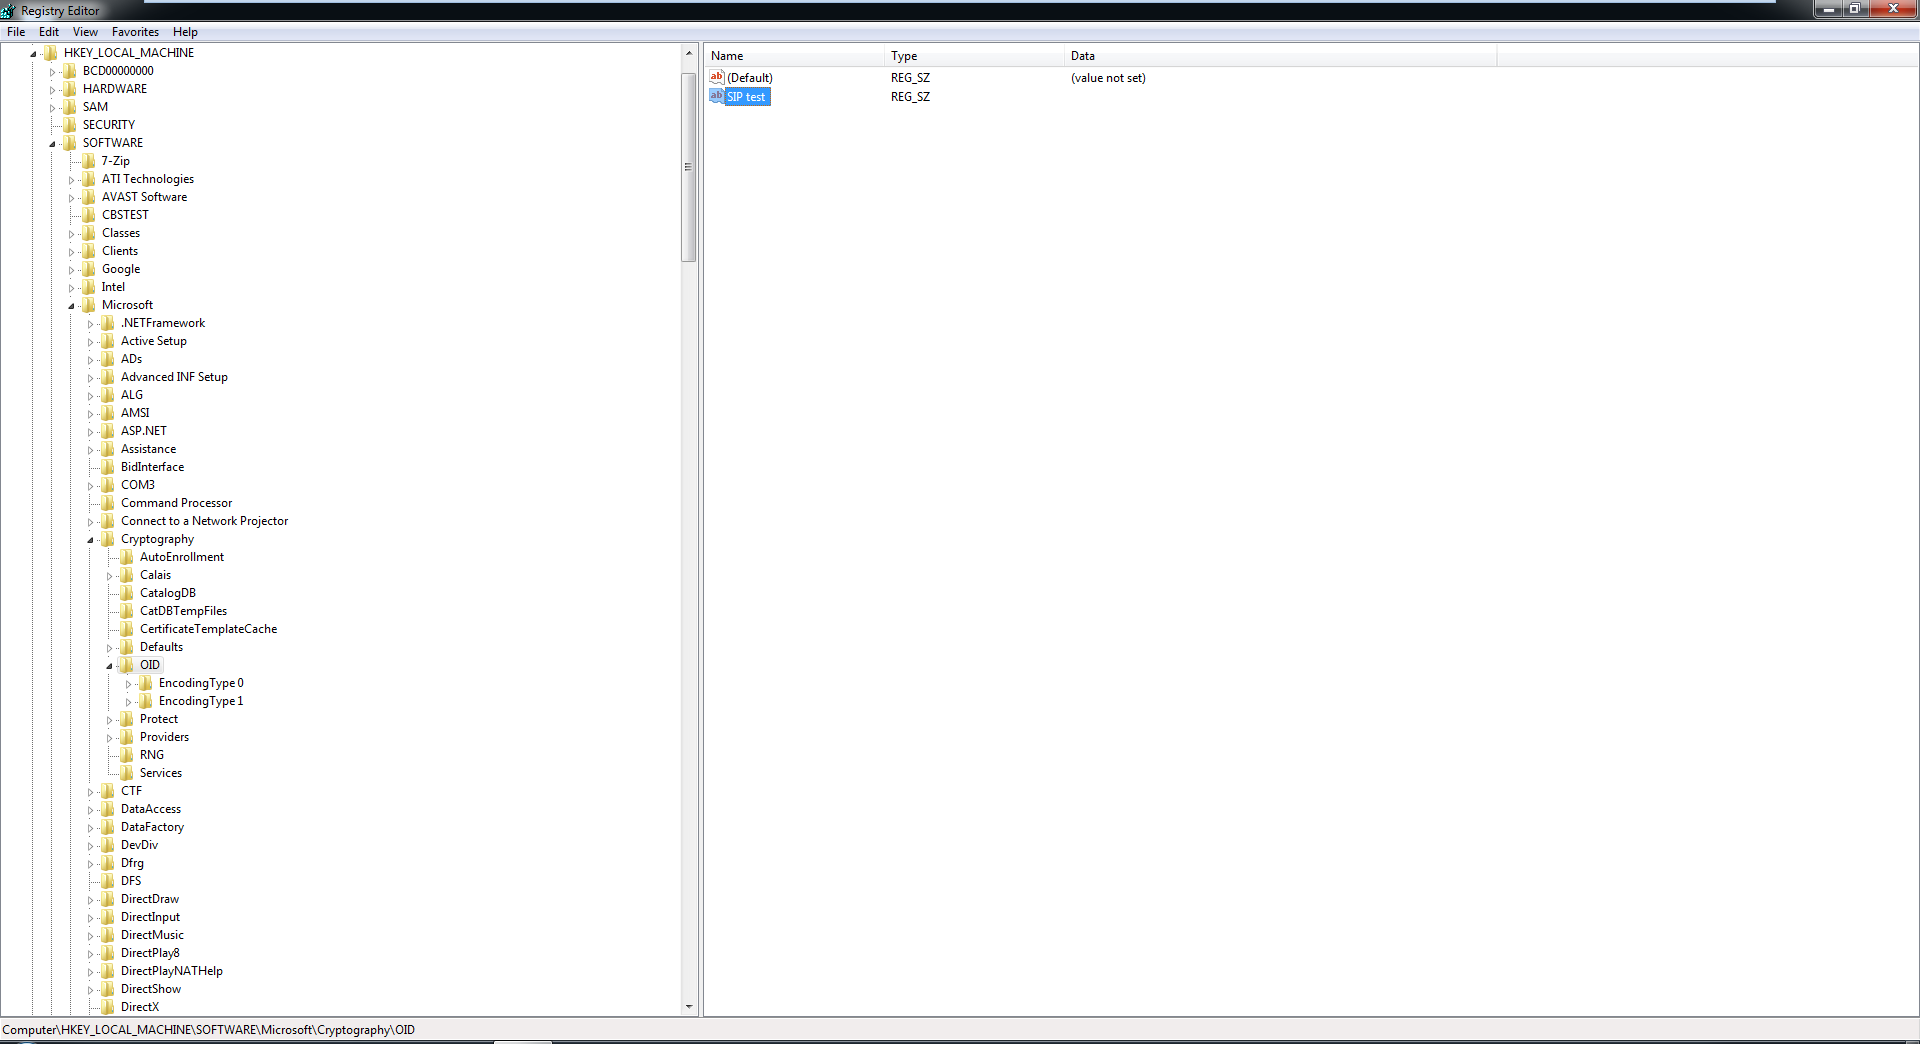 Registry Editor
File Edit View Favorites Help
HKEY_LOCAL_MACHINE
BCD00000000
HARDWARE
SAM
SECURITY
SOFTWARE
7-Zip
ATI Technologies
AVAST Software
CBSTEST
Classes
Clients
Google
Intel
Microsoft
.NETFramework
Active Setup
ADs
Advanced INF Setup
ALG
AMSI
ASP.NET
Assistance
BidInterface
COM3
Command Processor
Connect to a Network Projector
Cryptography
AutoEnrollment
Calais
CatalogDB
CatDBTempFiles
CertificateTemplateCache
Defaults
OID
EncodingType 0
EncodingType 1
Protect
Providers
RNG
Services
CTF
DataAccess
DataFactory
DevDiv
Dfrg
DFS
DirectDraw
DirectInput
DirectMusic
DirectPlay8
DirectPlayNATHelp
DirectShow
DirectX
Name Type Data
(Default) REG_SZ (value not set)
SIP test REG_SZ
Computer\HKEY_LOCAL_MACHINE\SOFTWARE\Microsoft\Cryptography\OID